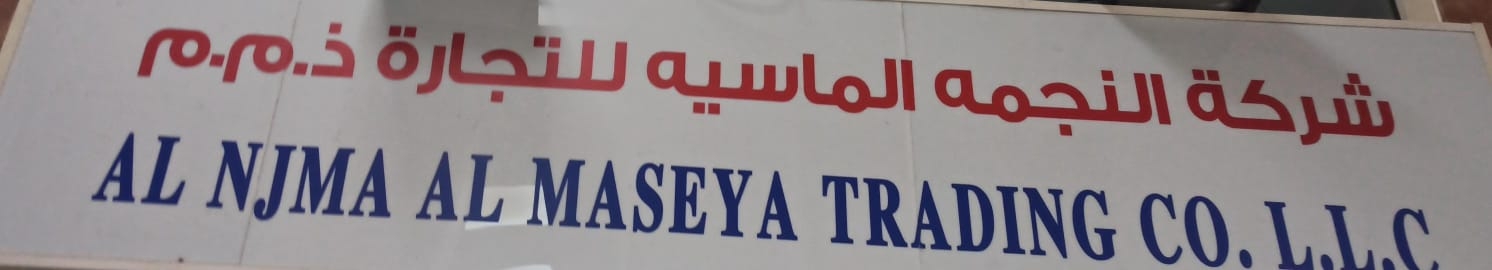 شركة النجمه الماسيه للتجارة ذ.م.م
AL NJMA AL MASEYA TRADING CO. L.L.C